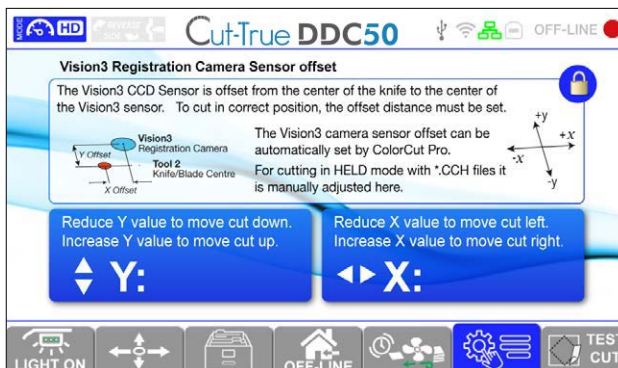 MODE
HD
REVERSE
SIDE
Cut-True DDC50
OFF-LINE
Vision3 Registration Camera Sensor offset
The Vision3 CCD Sensor is offset from the center of the knife to the center of
the Vision3 sensor. To cut in correct position, the offset distance must be set.
Vision3
Registration Camera
Y Offset
Tool 2
Knife/Blade Centre
X Offset
The Vision3 camera sensor offset can be
automatically set by ColorCut Pro.
For cutting in HELD mode with *.CCH files it
is manually adjusted here.
+y
+x
-x
-y
Reduce Y value to move cut down.
Increase Y value to move cut up.
Y:
Reduce X value to move cut left.
Increase X value to move cut right.
X:
LIGHT ON
OFF-LINE
TEST
CUT